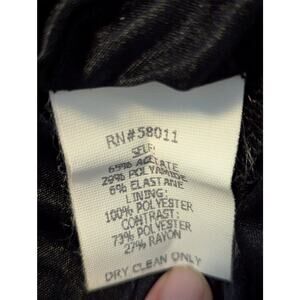 RN#58011
SELF:
65% ACETATE
29% POLYAMIDE
6% ELASTANE
LINING:
100% POLYESTER
CONTRAST:
73% POLYESTER
27% RAYON
DRY CLEAN ONLY